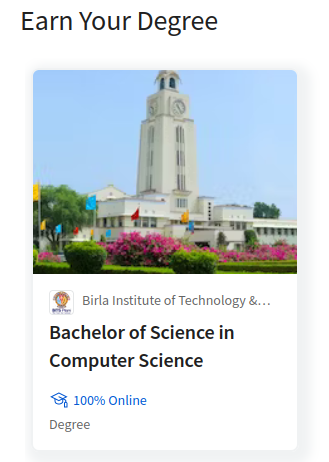 Earn Your Degree
Birla Institute of Technology &...
Bachelor of Science in
Computer Science
100% Online
Degree